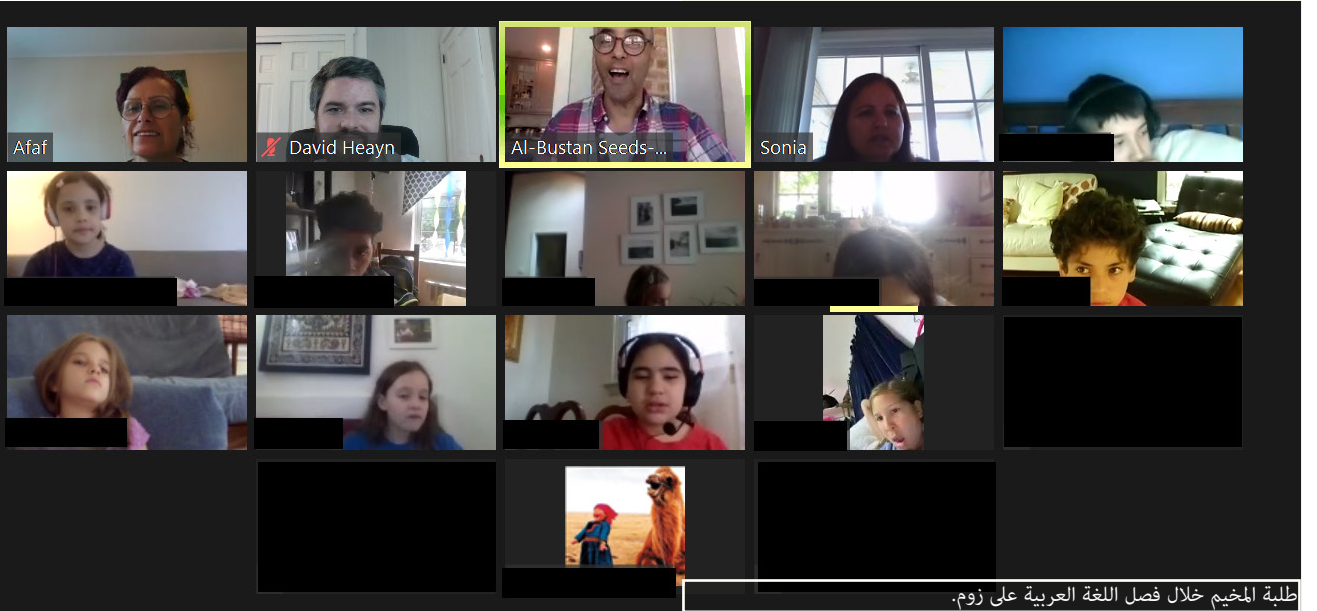 Afaf
David Heayn
Al-Bustan Seeds-...
Sonia
طلبة المخيم خلال فصل اللغة العربية على زوم.